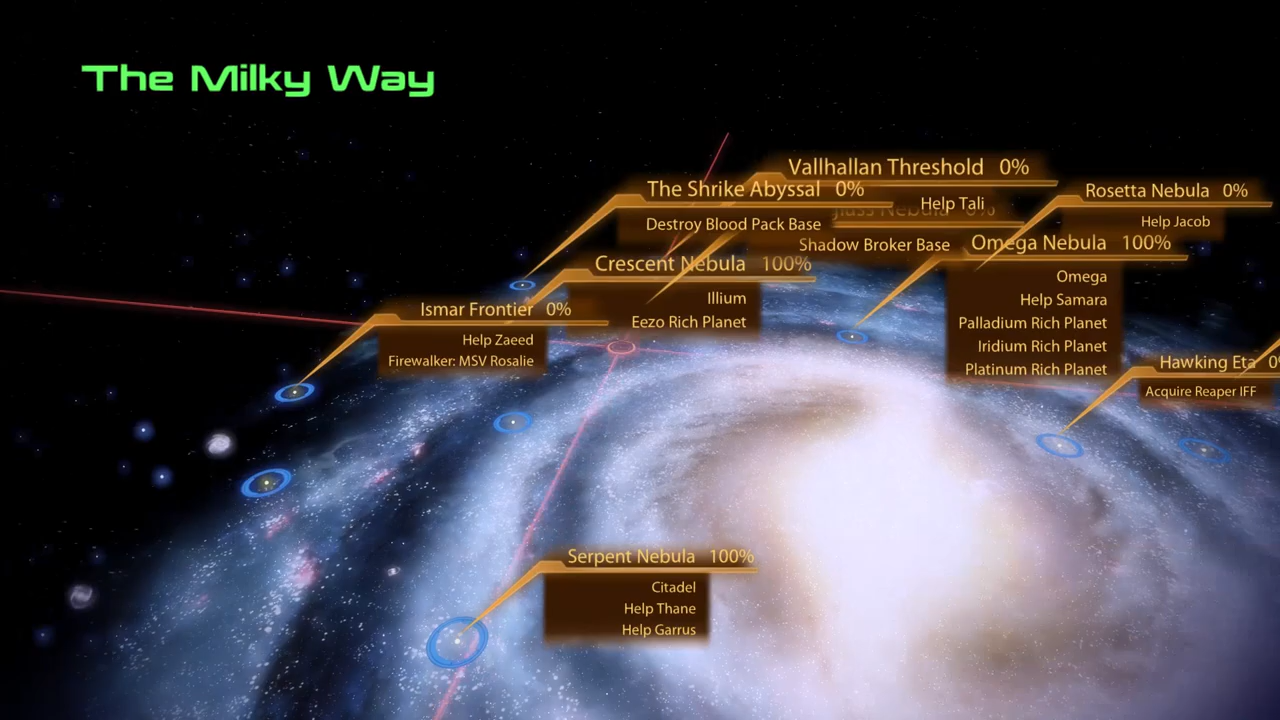 The Milky Way
Vallhallan Threshold 0%
Help Tali
The Shrike Abyssal 0%
Destroy Blood Pack Base
Rosetta Nebula 0%
Help Jacob
Nebula 0%
Shadow Broker Base
Omega Nebula 100%
Omega
Help Samara
Palladium Rich Planet
Iridium Rich Planet
Platinum Rich Planet
Crescent Nebula 100%
Illium
Eezo Rich Planet
Ismar Frontier 0%
Help Zaeed
Firewalker: MSV Rosalie
Hawking Eta 0%
Acquire Reaper IFF
Serpent Nebula 100%
Citadel
Help Thane
Help Garrus